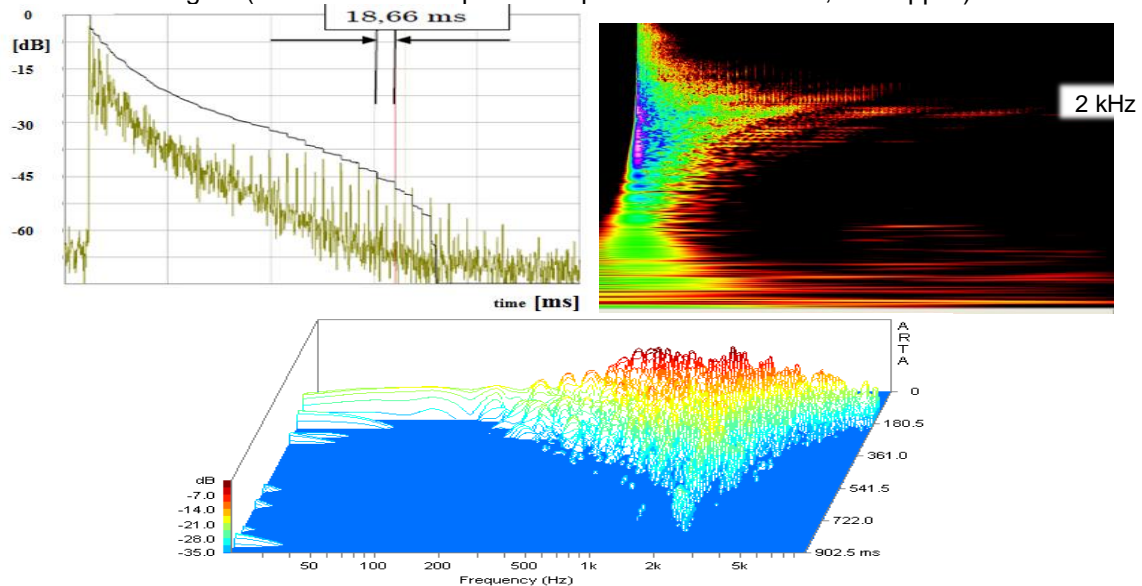 18,66 ms
0
[dB]
-15
-30
-45
-60
time [ms]
2 kHz
A
R
T
A
0
180.5
361.0
541.5
722.0
902.5 ms
dB
-7.0
-14.0
-21.0
-28.0
-35.0
50 100 200 500 1k 2k 5k
Frequency (Hz)